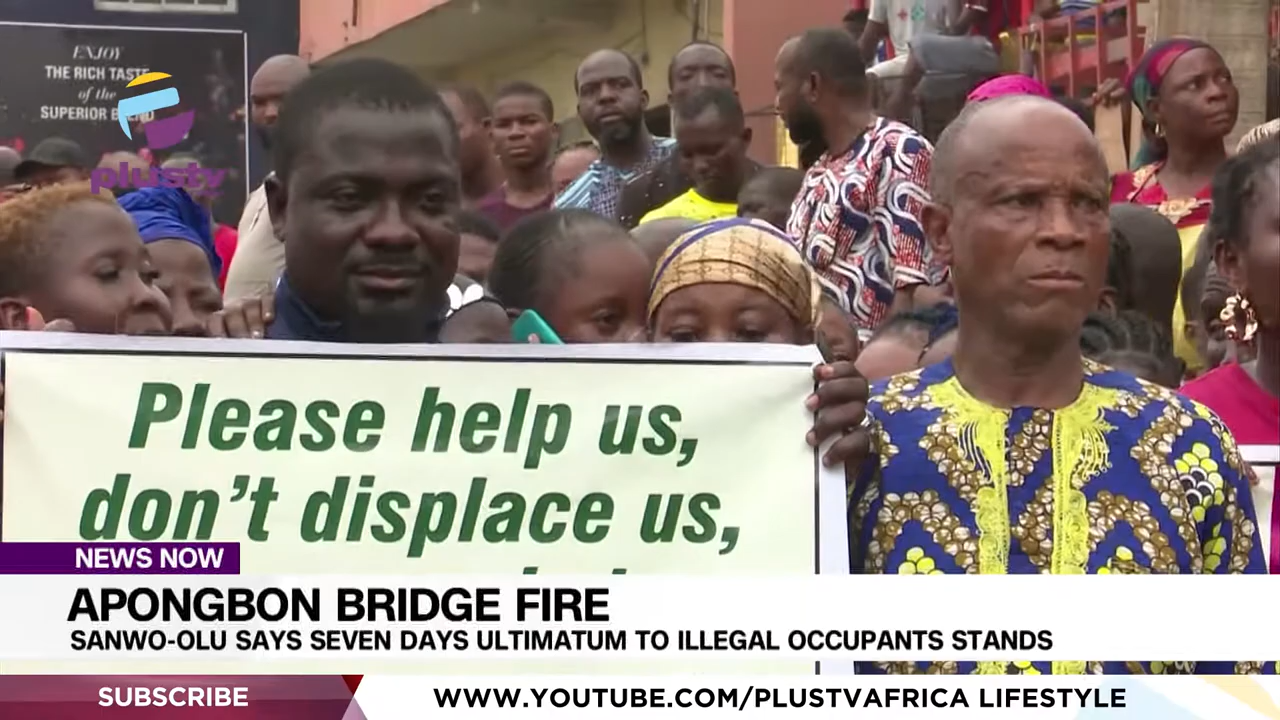 ENJOY
THE RICH TASTE
of the
SUPERIOR BLEND
plustv
Please help us,
don't displace us,
NEWS NOW
APONGBON BRIDGE FIRE
SANWO-OLU SAYS SEVEN DAYS ULTIMATUM TO ILLEGAL OCCUPANTS STANDS
SUBSCRIBE
WWW.YOUTUBE.COM/PLUSTVAFRICA LIFESTYLE